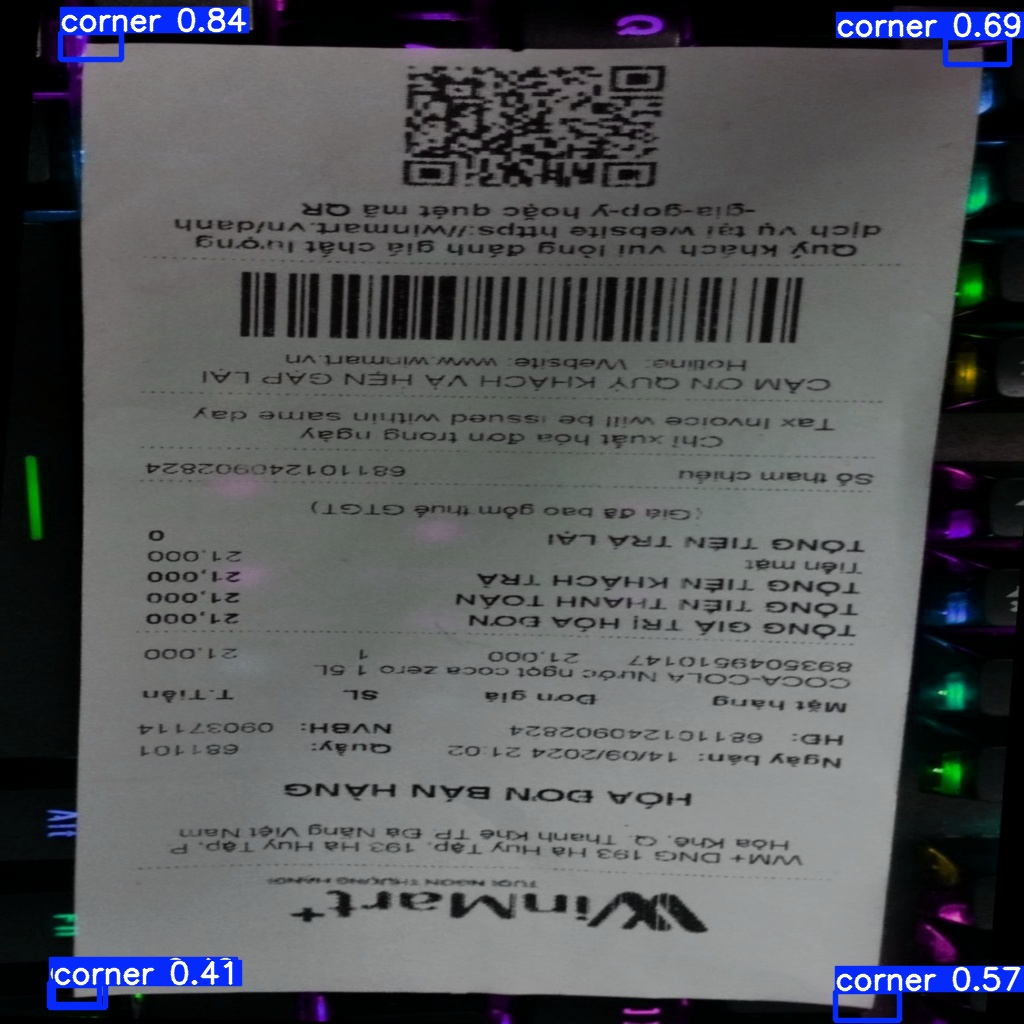 corner 0.84
corner 0.69
WinMart+
TƯƠI NGON THƯỢNG HẠNG
WM+ DNG 193 Hà Huy Tập, 193 Hà Huy Tập, P.
Hòa Khê, Q. Thanh Khê, TP. Đà Nẵng Việt Nam
HÓA ĐƠN BÁN HÀNG
Ngày bán: 14/09/2024 21:02 Quầy: 681101
HĐ: 681101240902824 NVBH: 09037114
Mặt hàng Đơn giá SL T.Tiền
COCA-COLA Nước ngọt coca zero 1.5L
8935049510147 21,000 1 21,000
TỔNG GIÁ TRỊ HÓA ĐƠN 21,000
TỔNG TIỀN THANH TOÁN 21,000
TỔNG TIỀN KHÁCH TRẢ 21,000
Tiền mặt 21,000
TỔNG TIỀN TRẢ LẠI 0
(Giá đã bao gồm thuế GTGT)
Số tham chiếu 681101240902824
Chỉ xuất hóa đơn trong ngày
Tax Invoice will be issued within same day
CẢM ƠN QUÝ KHÁCH VÀ HẸN GẶP LẠI
Hotline: Website: www.winmart.vn
Quý khách vui lòng đánh giá chất lượng
dịch vụ tại website https://winmart.vn/danh
-gia-gop-y hoặc quét mã QR
Alt
corner 0.41
corner 0.57